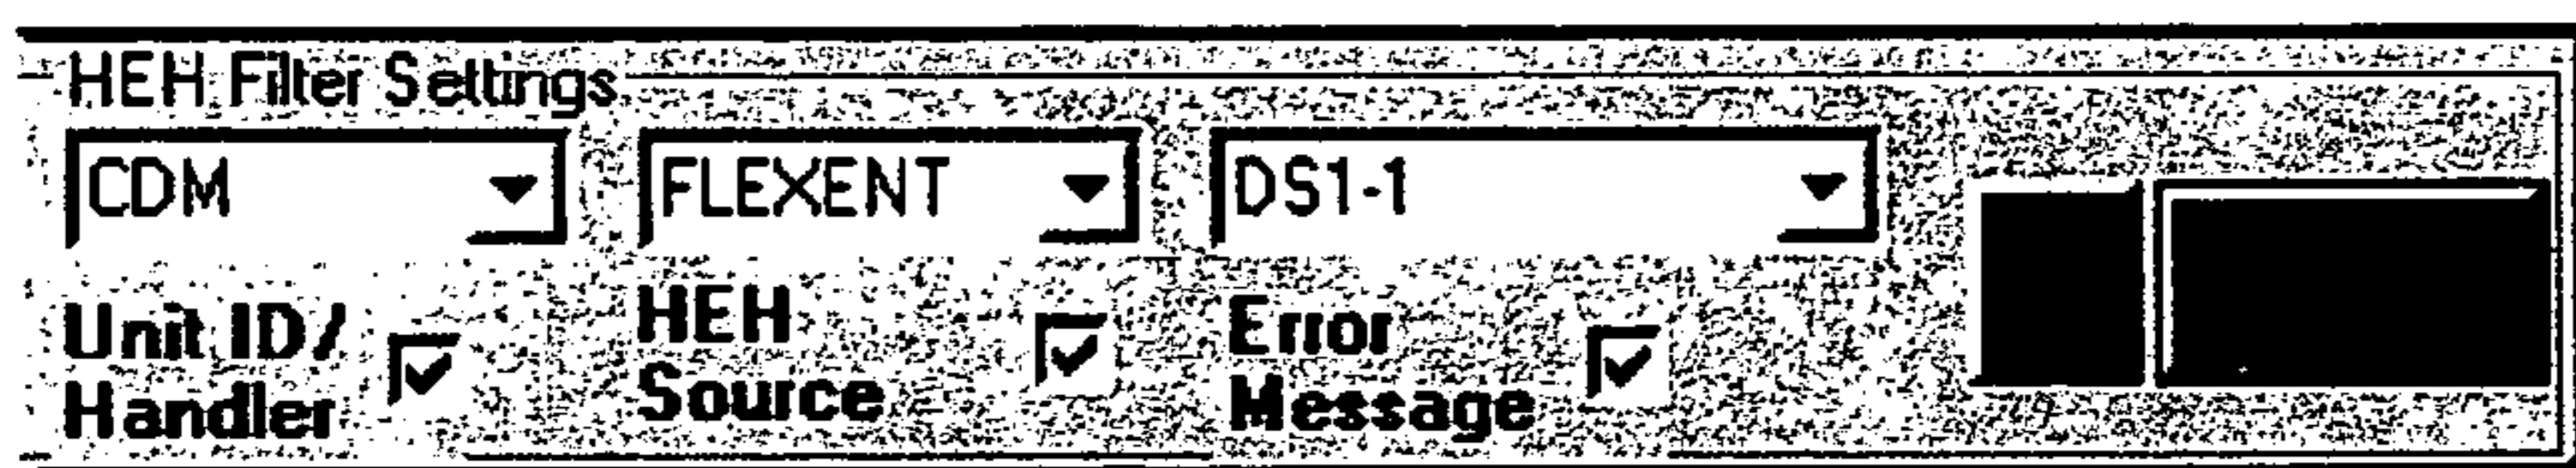 HEH Filter Settings
CDM FLEXENT DS1-1
Unit ID/ HEH Error
Handler Source Message